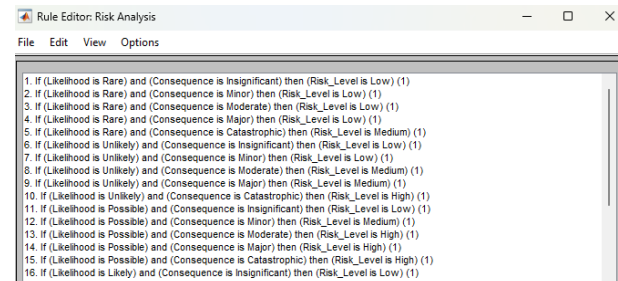 Rule Editor: Risk Analysis
File Edit View Options
1. If (Likelihood is Rare) and (Consequence is Insignificant) then (Risk_Level is Low) (1)
2. If (Likelihood is Rare) and (Consequence is Minor) then (Risk_Level is Low) (1)
3. If (Likelihood is Rare) and (Consequence is Moderate) then (Risk_Level is Low) (1)
4. If (Likelihood is Rare) and (Consequence is Major) then (Risk_Level is Low) (1)
5. If (Likelihood is Rare) and (Consequence is Catastrophic) then (Risk_Level is Medium) (1)
6. If (Likelihood is Unlikely) and (Consequence is Insignificant) then (Risk_Level is Low) (1)
7. If (Likelihood is Unlikely) and (Consequence is Minor) then (Risk_Level is Low) (1)
8. If (Likelihood is Unlikely) and (Consequence is Moderate) then (Risk_Level is Medium) (1)
9. If (Likelihood is Unlikely) and (Consequence is Major) then (Risk_Level is Medium) (1)
10. If (Likelihood is Unlikely) and (Consequence is Catastrophic) then (Risk_Level is High) (1)
11. If (Likelihood is Possible) and (Consequence is Insignificant) then (Risk_Level is Low) (1)
12. If (Likelihood is Possible) and (Consequence is Minor) then (Risk_Level is Medium) (1)
13. If (Likelihood is Possible) and (Consequence is Moderate) then (Risk_Level is High) (1)
14. If (Likelihood is Possible) and (Consequence is Major) then (Risk_Level is High) (1)
15. If (Likelihood is Possible) and (Consequence is Catastrophic) then (Risk_Level is High) (1)
16. If (Likelihood is Likely) and (Consequence is Insignificant) then (Risk_Level is Low) (1)